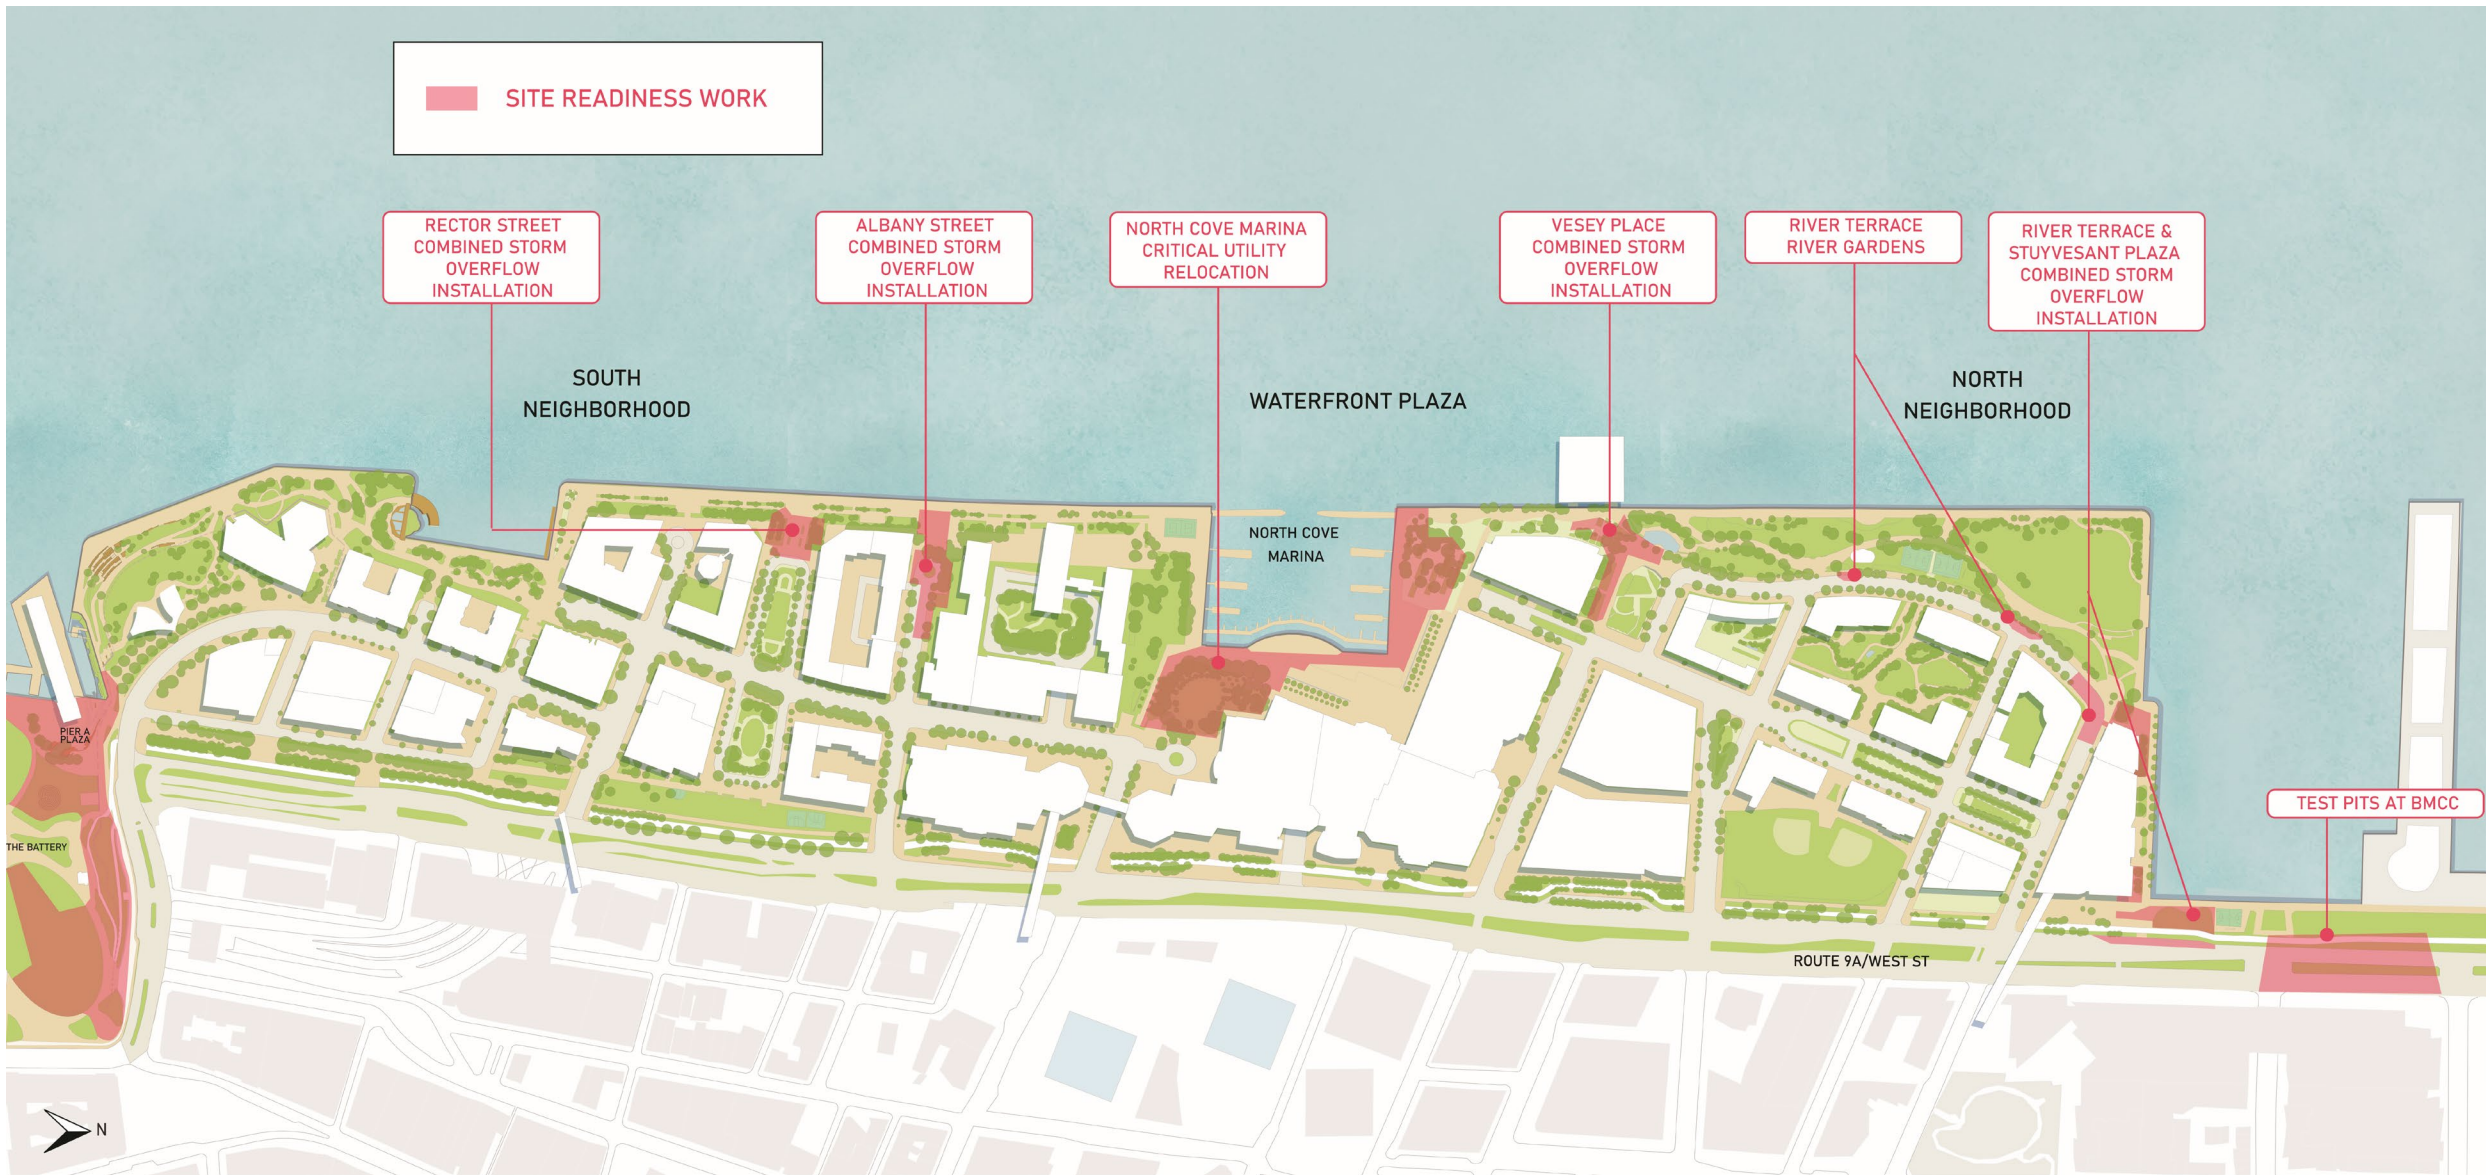 SITE READINESS WORK
RECTOR STREET
COMBINED STORM
OVERFLOW
INSTALLATION
ALBANY STREET
COMBINED STORM
OVERFLOW
INSTALLATION
NORTH COVE MARINA
CRITICAL UTILITY
RELOCATION
VESEY PLACE
COMBINED STORM
OVERFLOW
INSTALLATION
RIVER TERRACE
RIVER GARDENS
RIVER TERRACE &
STUYVESANT PLAZA
COMBINED STORM
OVERFLOW
INSTALLATION
SOUTH
NEIGHBORHOOD
WATERFRONT PLAZA
NORTH
NEIGHBORHOOD
NORTH COVE
MARINA
PIER A
PLAZA
TEST PITS AT BMCC
THE BATTERY
ROUTE 9A/WEST ST
N